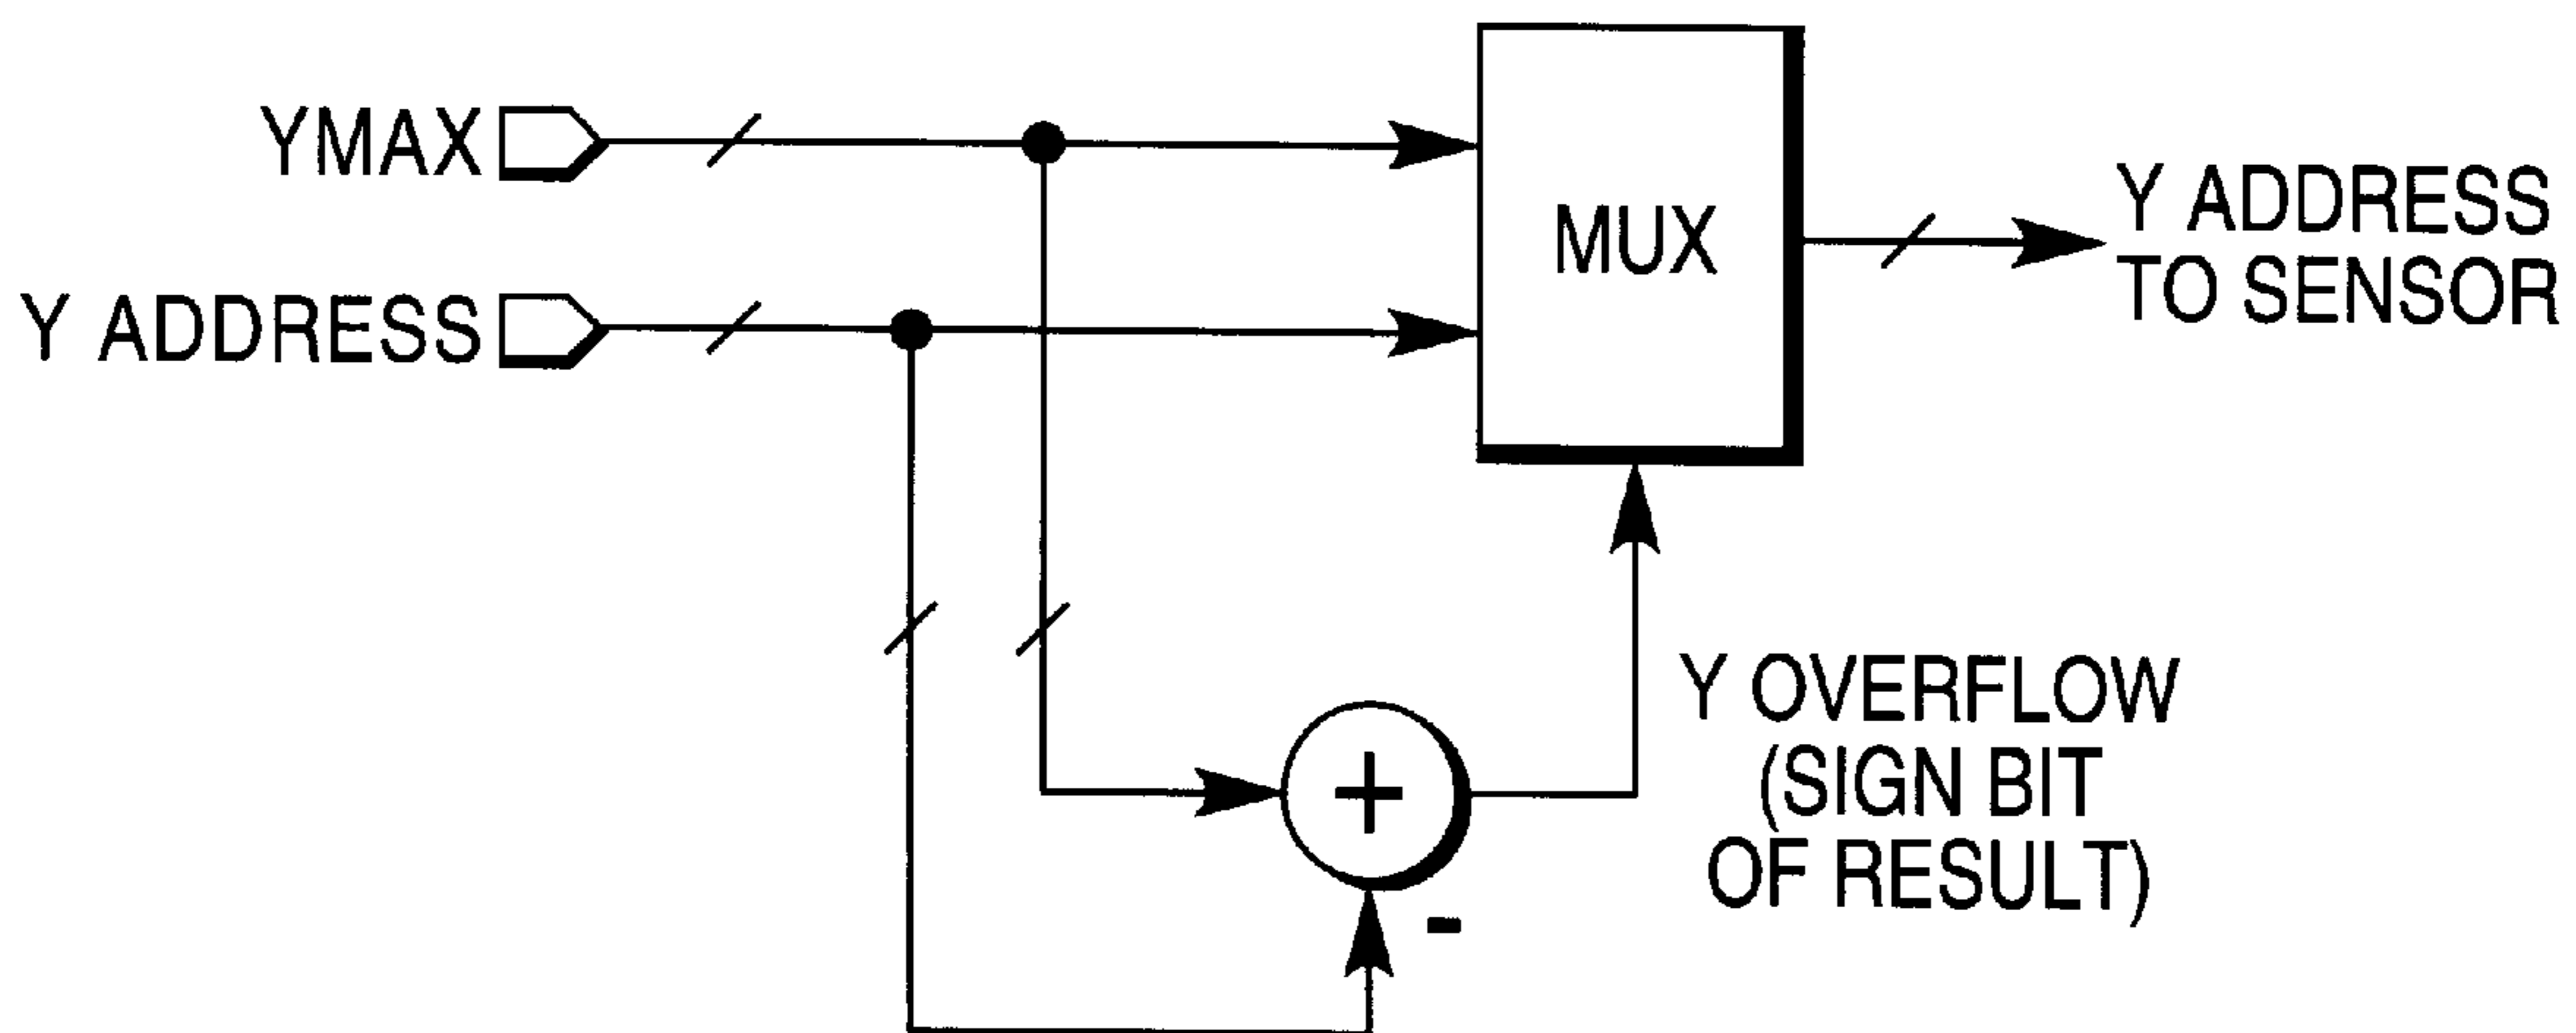 YMAX
Y ADDRESS
MUX
Y ADDRESS
TO SENSOR
+
-
Y OVERFLOW
(SIGN BIT
OF RESULT)